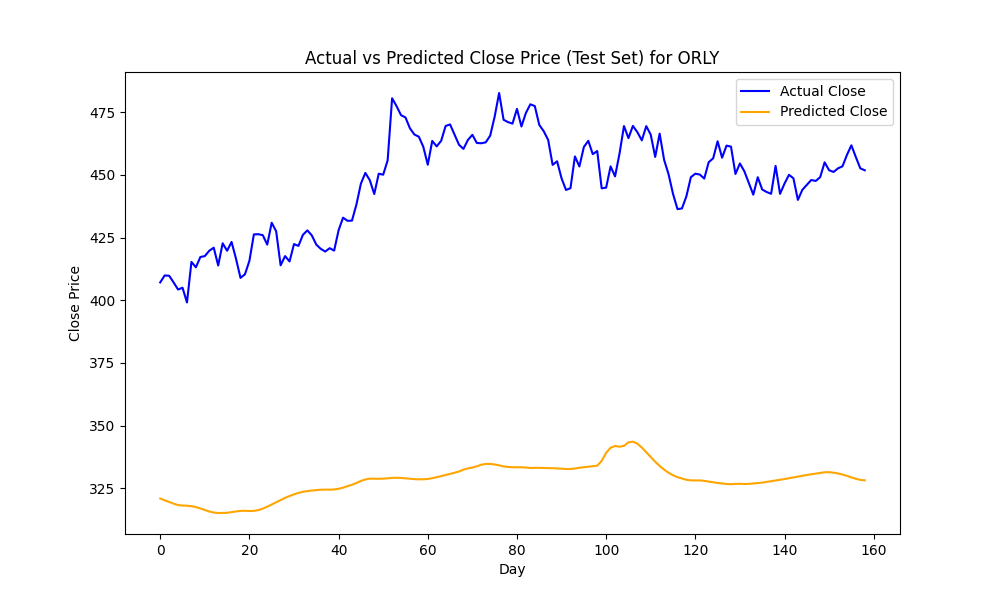 Actual vs Predicted Close Price (Test Set) for ORLY
Actual Close
Predicted Close
Close Price
475
450
425
400
375
350
325
0 20 40 60 80 100 120 140 160
Day